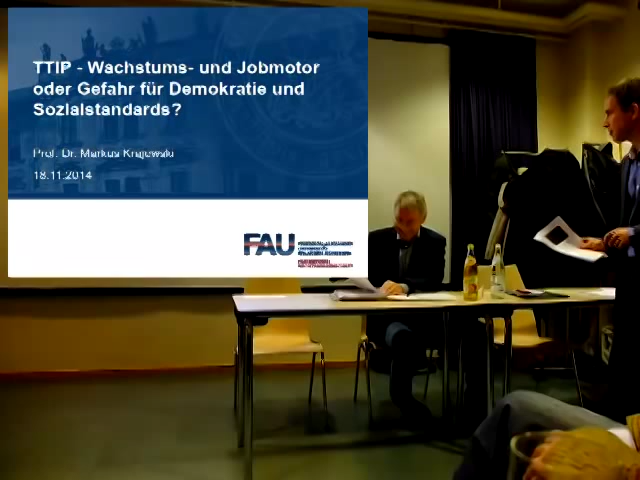 TTIP - Wachstums- und Jobmotor
oder Gefahr für Demokratie und
Sozialstandards?
Prof. Dr. Markus Krajewski
18.11.2014
FAU